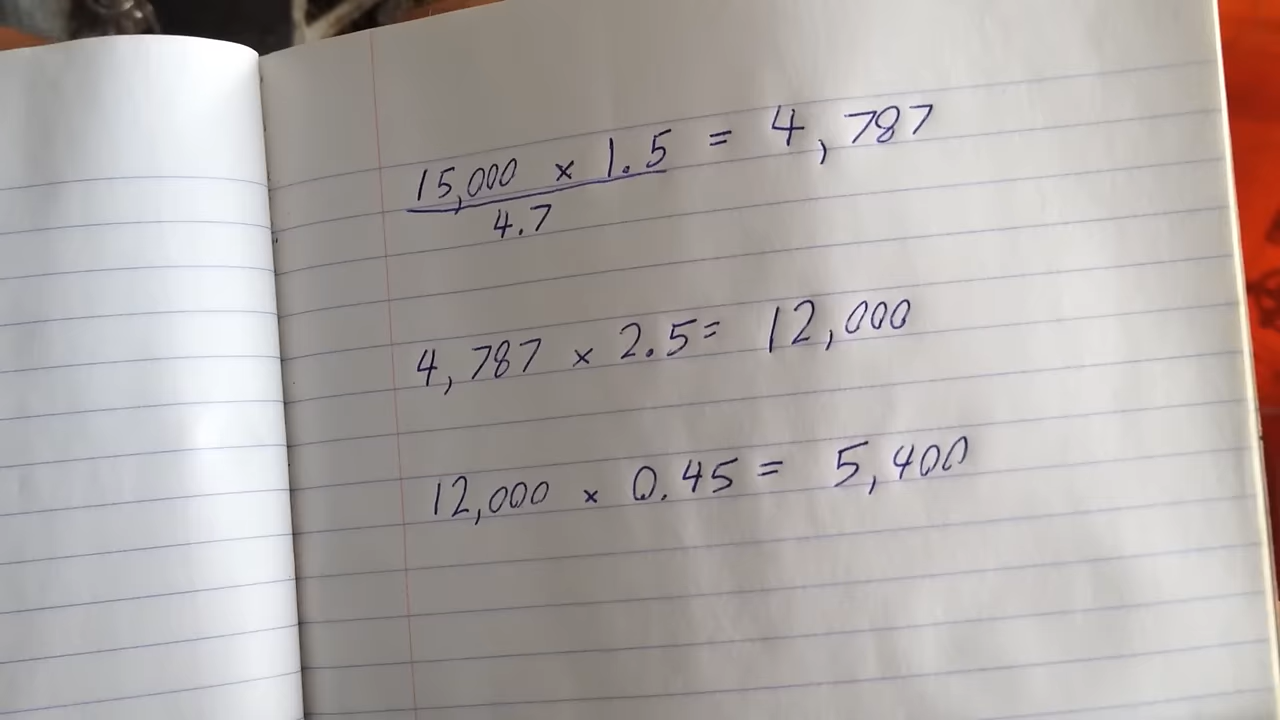 15,000 × 1.5 = 4,787
4.7
4,787 × 2.5 = 12,000
12,000 × 0.45 = 5,400